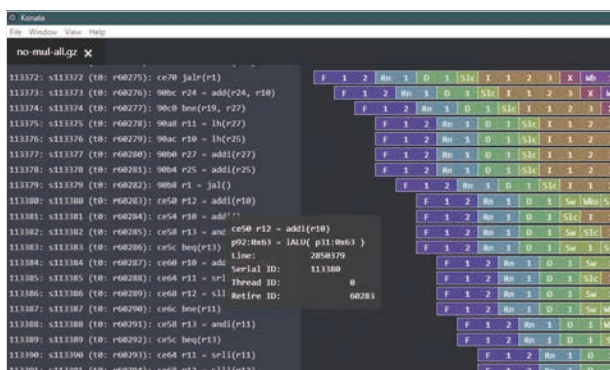 Konata
File Window View Help
no-mul-all.gz ×
113372: s113372 (t0: r60275): ce70 jalr(r1) F 1 2 Rn 1 D 1 Slc I 1 2 3 X Wb
113373: s113373 (t0: r60276): 90bc r24 = add(r24, r10) F 1 2 Rn 1 D 1 Slc I 1 2 3 X
113374: s113374 (t0: r60277): 90c0 bne(r19, r27) F 1 2 Rn 1 D 1 Slc I 1 2 3
113375: s113375 (t0: r60278): 90a8 r11 = lh(r27) F 1 2 Rn 1 D 1 Slc I 1 2
113376: s113376 (t0: r60279): 90ac r10 = lh(r25) F 1 2 Rn 1 D 1 Slc I 1 2
113377: s113377 (t0: r60280): 90b0 r27 = addi(r27) F 1 2 Rn 1 D 1 Slc I 1 2
113378: s113378 (t0: r60281): 90b4 r25 = addi(r25) F 1 2 Rn 1 D 1 Slc I 1 2
113379: s113379 (t0: r60282): 90b8 r1 = jal() F 1 2 Rn 1 D 1 Slc I 1
113380: s113380 (t0: r60283): ce50 r12 = addi(r10) F 1 2 Rn 1 D 1 Sw
113381: s113381 (t0: r60284): ce54 r10 = F 1 2 Rn 1 D 1 Slc I
113382: s113382 (t0: r60285): ce58 r13 = F 1 2 Rn 1 D 1 Sw
113383: s113383 (t0: r60286): ce5c beq(r13) F 1 2 Rn 1 D 1 Sw
113384: s113384 (t0: r60287): ce60 r10 = F 1 2 Rn 1 D 1 Sw
113385: s113385 (t0: r60288): ce64 r11 = F 1 2 Rn 1 D 1 Slc
113386: s113386 (t0: r60289): ce68 r12 = F 1 2 Rn 1 D 1 Sw
113387: s113387 (t0: r60290): ce6c bne(r11) F 1 2 Rn 1 D 1 Sw
113388: s113388 (t0: r60291): ce58 r13 = andi(r11) F 1 2 Rn 1 D 1
113389: s113389 (t0: r60292): ce5c beq(r13) F 1 2 Rn 1 D 1
113390: s113390 (t0: r60293): ce64 r11 = srli(r11) F 1 2 Rn 1 D
ce50 r12 = addi(r10)
p92:0x63 = iALU( p31:0x63 )
Line: 2850379
Serial ID: 113380
Thread ID: 0
Retire ID: 60283